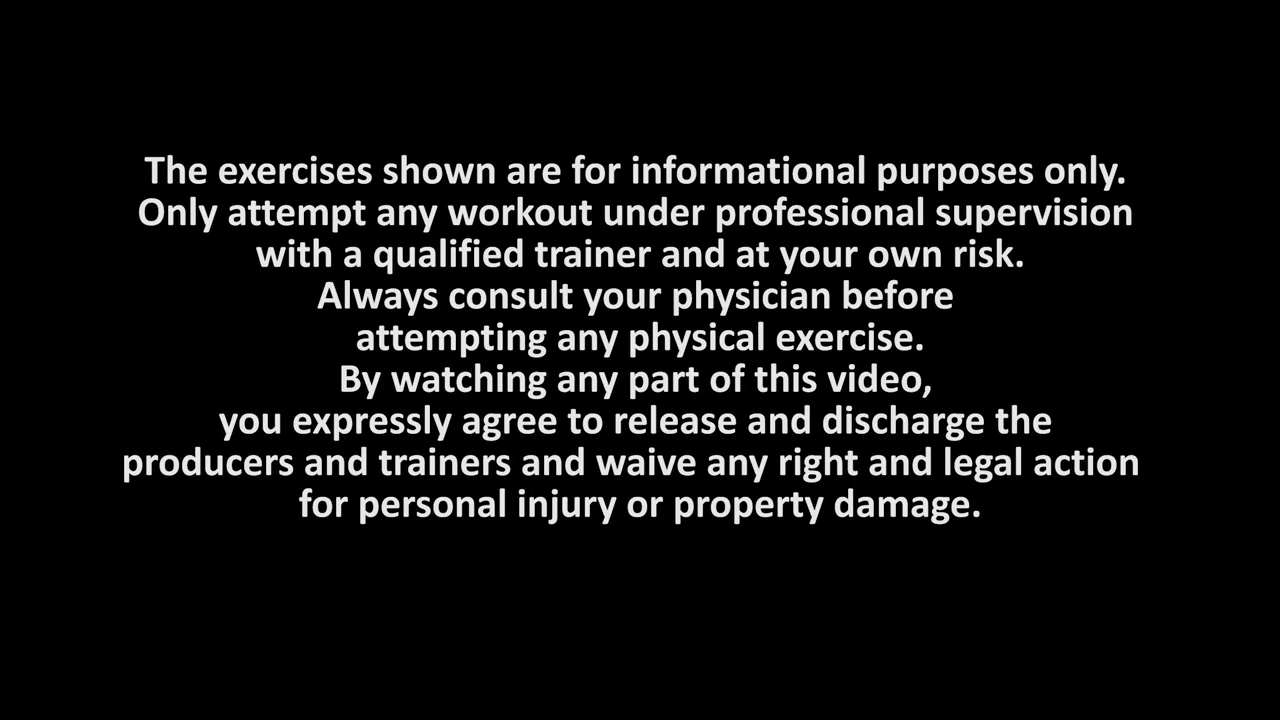 The exercises shown are for informational purposes only.
Only attempt any workout under professional supervision
with a qualified trainer and at your own risk.
Always consult your physician before
attempting any physical exercise.
By watching any part of this video,
you expressly agree to release and discharge the
producers and trainers and waive any right and legal action
for personal injury or property damage.